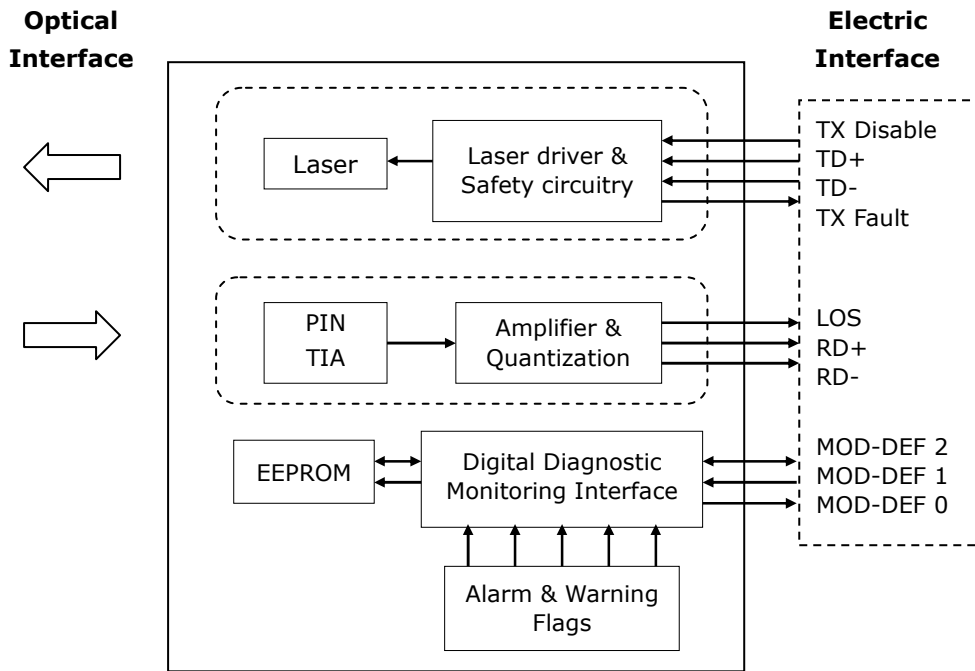 Optical
Interface
Electric
Interface
Laser
Laser driver &
Safety circuitry
TX Disable
TD+
TD-
TX Fault
PIN
TIA
Amplifier &
Quantization
LOS
RD+
RD-
EEPROM
Digital Diagnostic
Monitoring Interface
MOD-DEF 2
MOD-DEF 1
MOD-DEF 0
Alarm & Warning
Flags